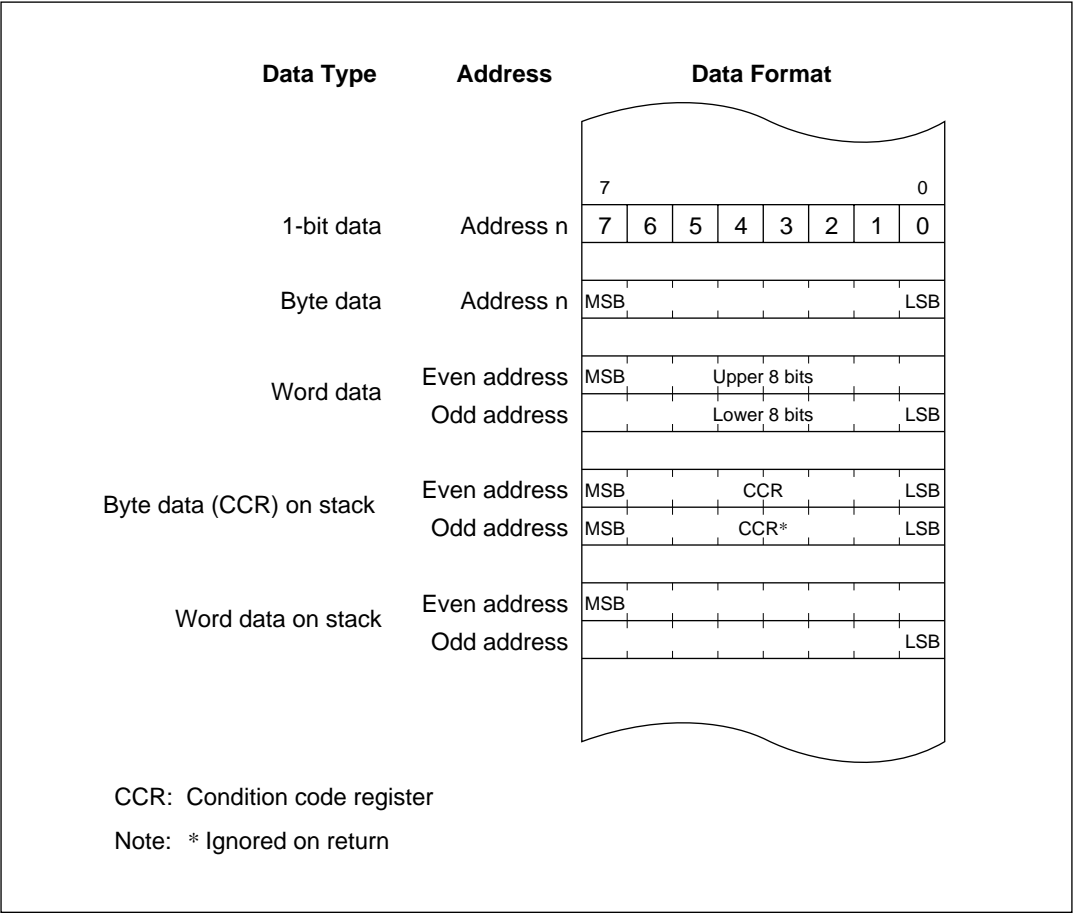 Data Type Address Data Format
7 0
1-bit data Address n 7 6 5 4 3 2 1 0
Byte data Address n MSB LSB
Word data
Even address MSB Upper 8 bits
Odd address Lower 8 bits LSB
Byte data (CCR) on stack
Even address MSB CCR LSB
Odd address MSB CCR* LSB
Word data on stack
Even address MSB
Odd address LSB
CCR: Condition code register
Note: * Ignored on return